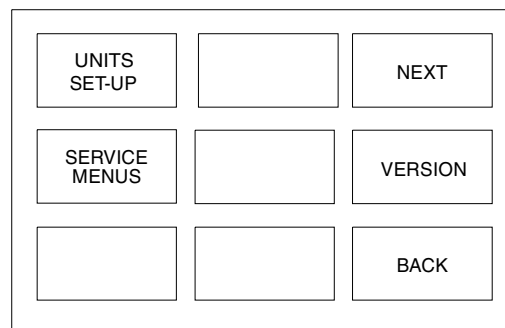 UNITS
SET-UP
NEXT
SERVICE
MENUS
VERSION
BACK